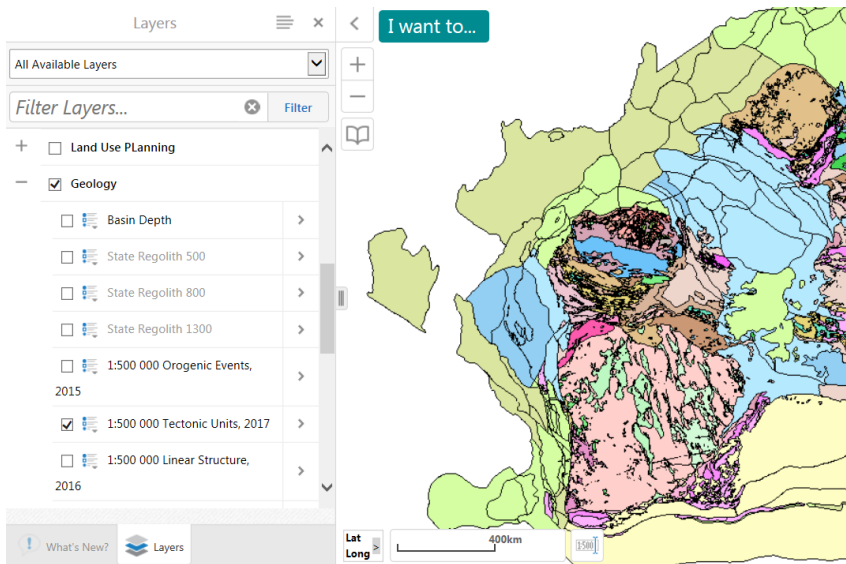 Layers
I want to...
All Available Layers
Filter Layers...
Filter
Land Use PLanning
Geology
Basin Depth
State Regolith 500
State Regolith 800
State Regolith 1300
1:500 000 Orogenic Events,
2015
1:500 000 Tectonic Units, 2017
1:500 000 Linear Structure,
2016
What's New?
Layers
Lat
Long
>
400km
1:500